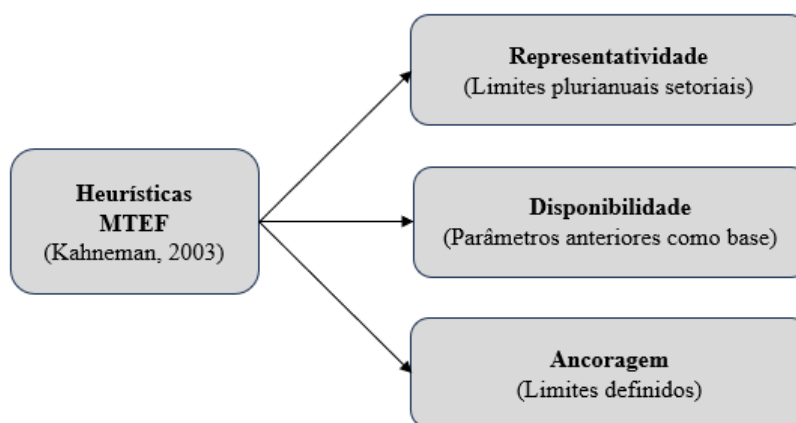 Heurísticas
MTEF
(Kahneman, 2003)
Representatividade
(Limites plurianuais setoriais)
Disponibilidade
(Parâmetros anteriores como base)
Ancoragem
(Limites definidos)